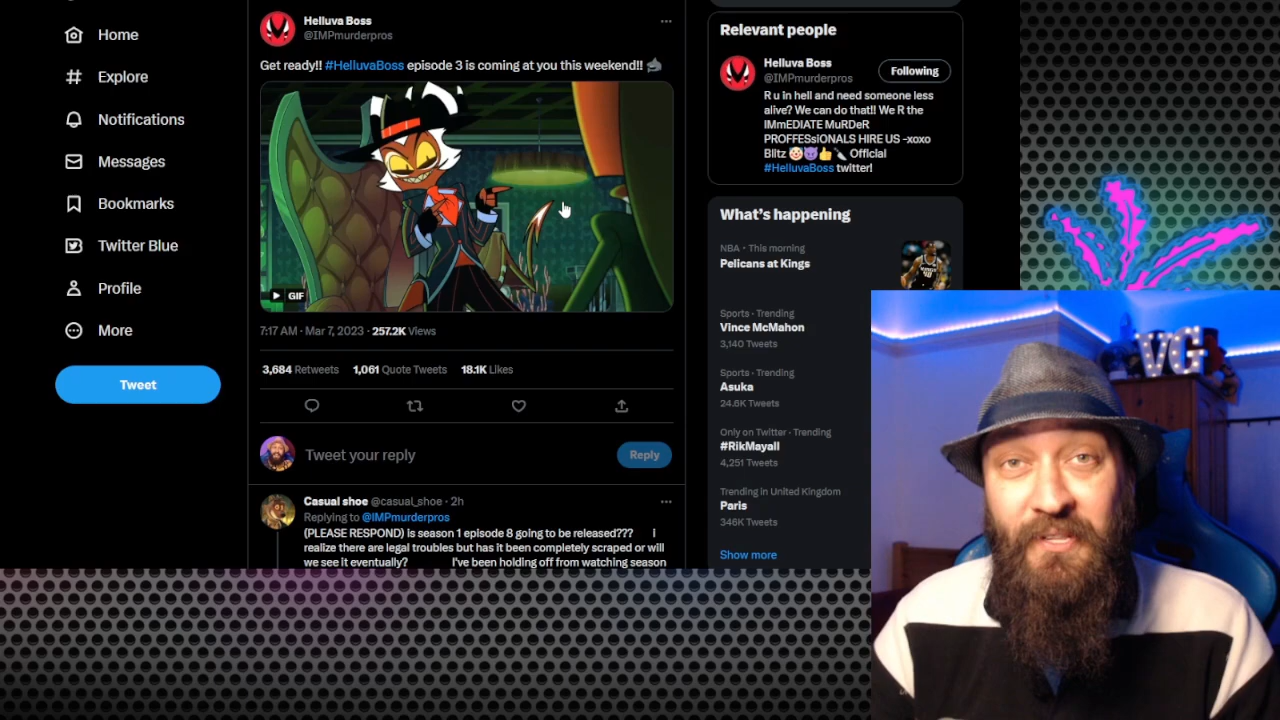 Home
Explore
Notifications
Messages
Bookmarks
Twitter Blue
Profile
More
Tweet
Helluva Boss
@IMPmurderpros
Get ready!! #HelluvaBoss episode 3 is coming at you this weekend!!
GIF
7:17 AM · Mar 7, 2023 · 257.2K Views
3,684 Retweets 1,061 Quote Tweets 18.1K Likes
Tweet your reply
Reply
Casual shoe @casual_shoe · 2h
Replying to @IMPmurderpros
(PLEASE RESPOND) is season 1 episode 8 going to be released??? i
realize there are legal troubles but has it been completely scraped or will
we see it eventually? I've been holding off from watching season
Relevant people
Helluva Boss
@IMPmurderpros
Following
R u in hell and need someone less
alive? We can do that!! We R the
IMmEDIATE MuRDeR
PROFFESsiONALS HIRE US -xoxo
Blitz 🤡😈👍🔪 Official
#HelluvaBoss twitter!
What's happening
NBA · This morning
Pelicans at Kings
Sports · Trending
Vince McMahon
3,140 Tweets
Sports · Trending
Asuka
24.6K Tweets
Only on Twitter · Trending
#RikMayall
4,251 Tweets
Trending in United Kingdom
Paris
346K Tweets
Show more
VG